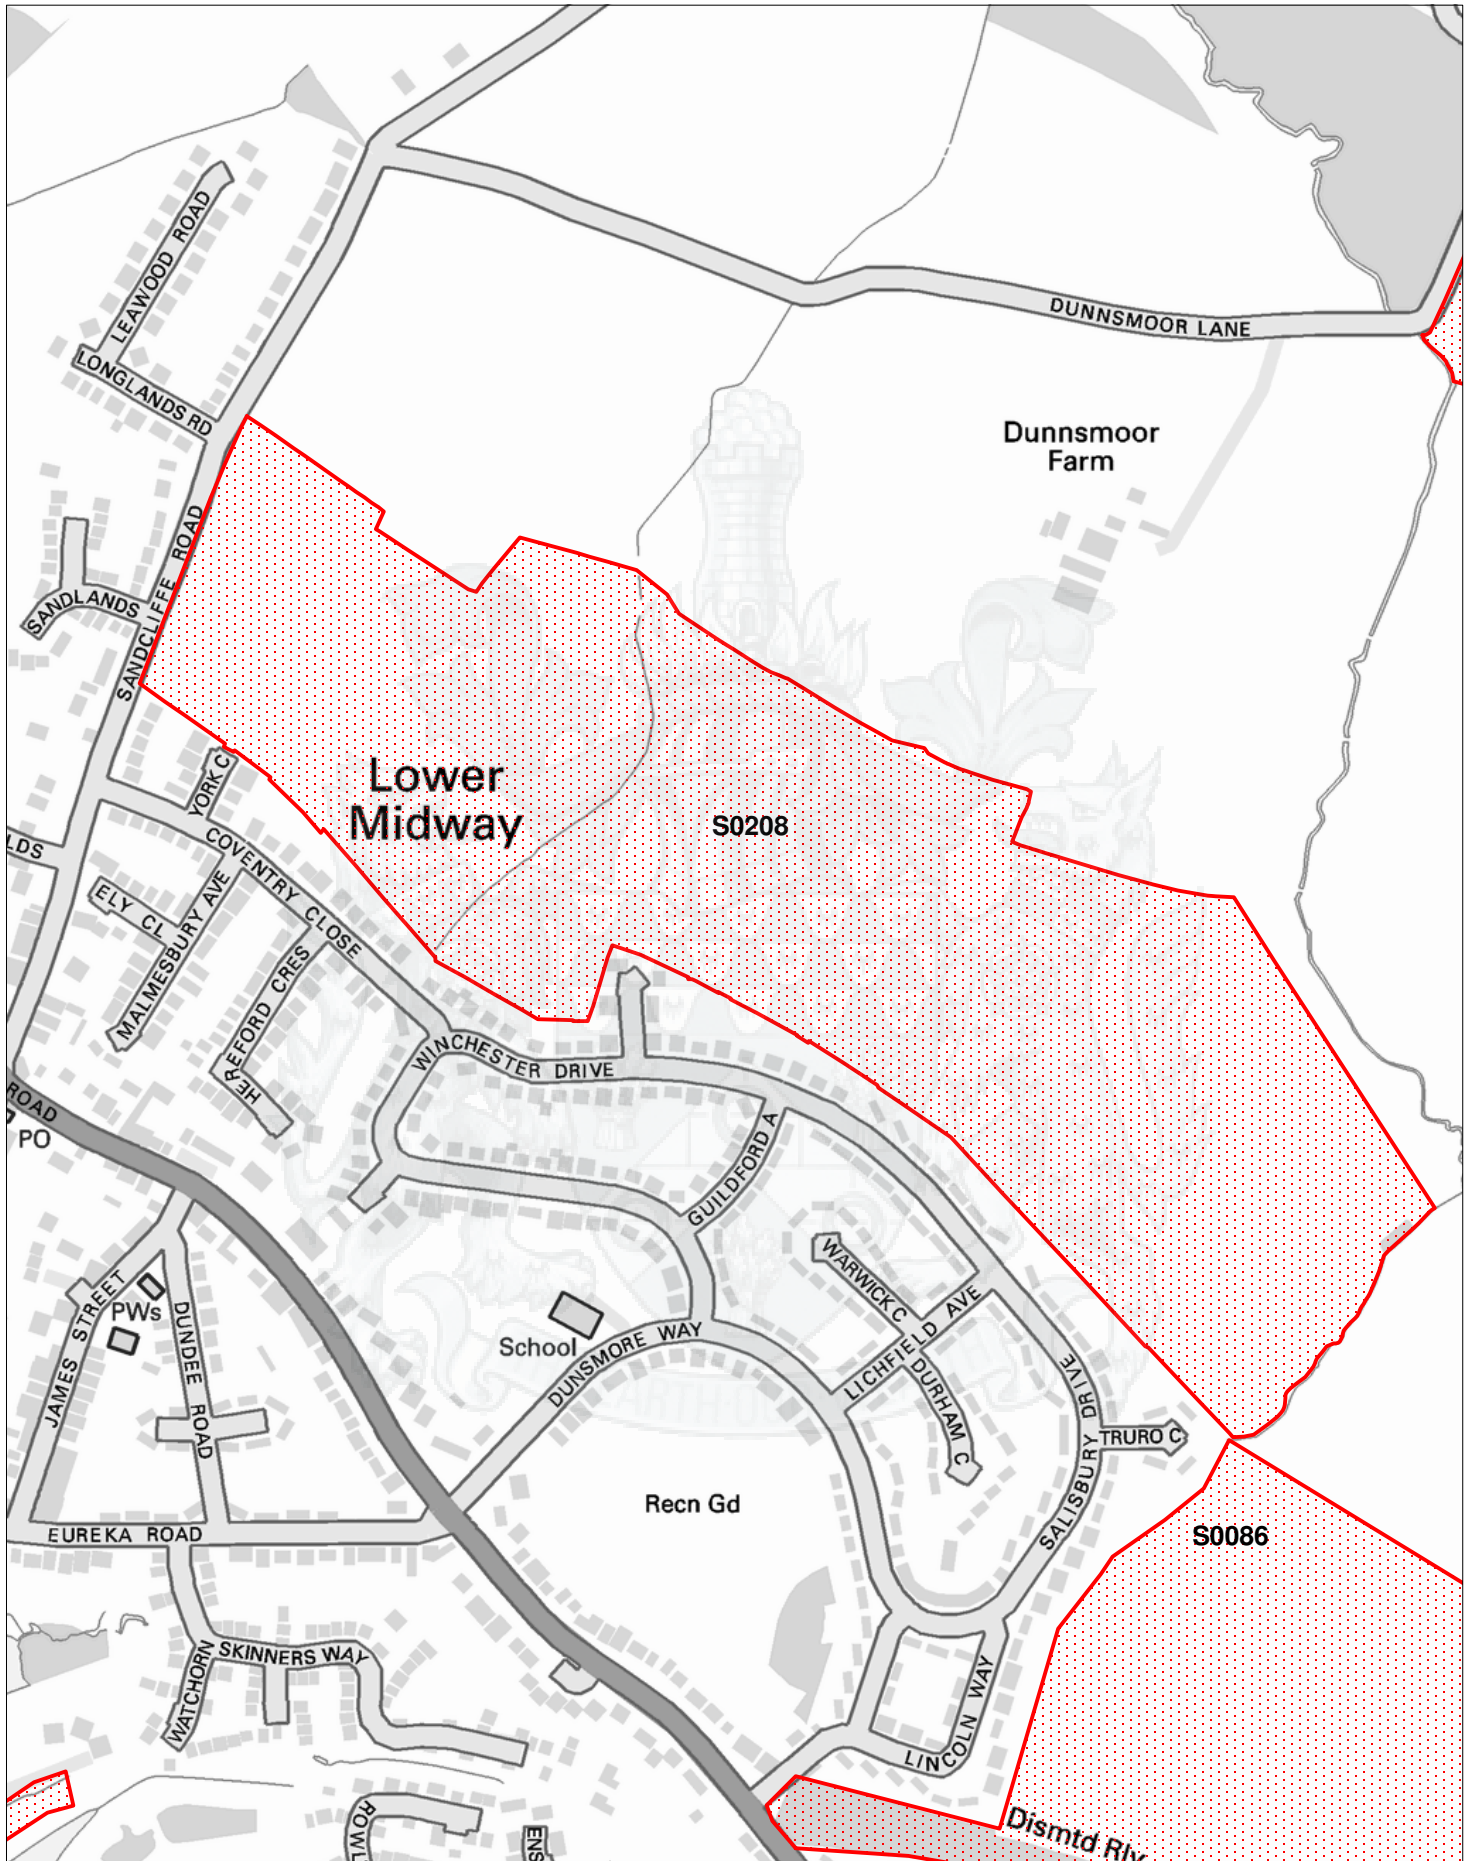 LEAWOOD ROAD
LONGLANDS RD
DUNNSMOOR LANE
Dunnsmoor
Farm
SANDLANDS
SANDCLIFFE ROAD
Lower
Midway
S0208
YORK C
LDS
COVENTRY CLOSE
ELY CL
MALMESBURY AVE
HEREFORD CRES
WINCHESTER DRIVE
ROAD
PO
GUILDFORD A
WARWICK C
LICHFIELD AVE
DURHAM C
JAMES STREET
PWs
DUNDEE ROAD
School
DUNSMORE WAY
SALISBURY DRIVE
TRURO C
Recn Gd
EUREKA ROAD
S0086
SKINNERS WAY
WATCHORN
LINCOLN WAY
Dismtd Rly
ROWL
ENS